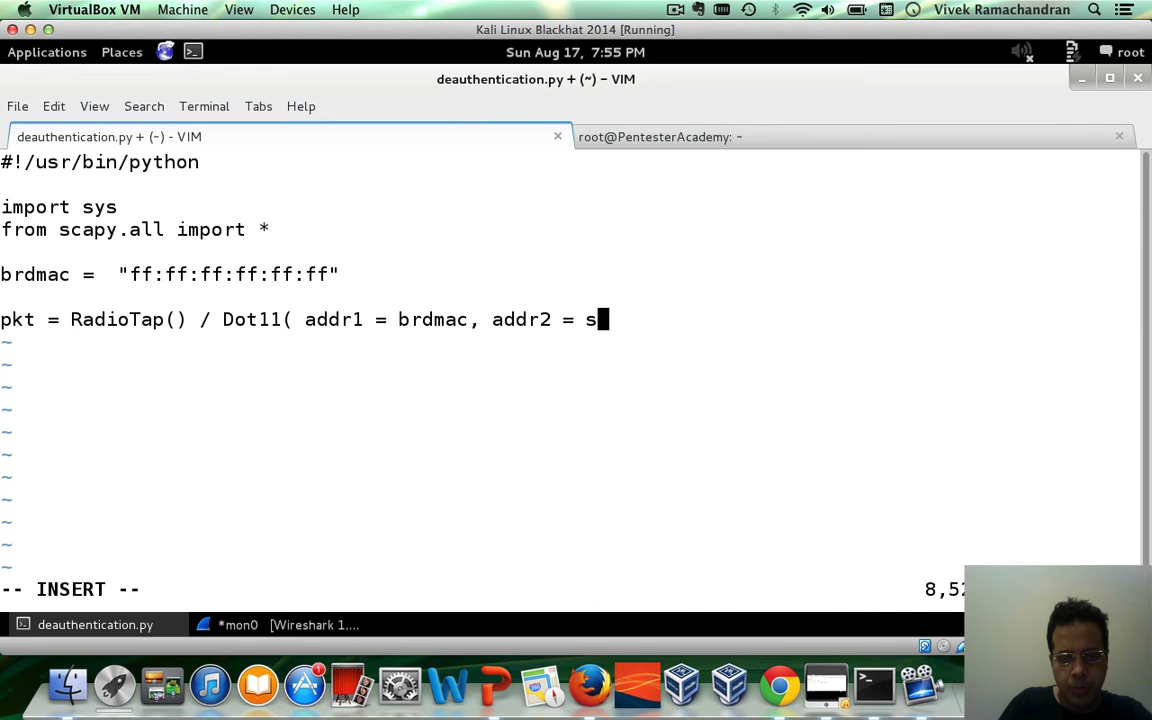 VirtualBox VM Machine View Devices Help Vivek Ramachandran
Kali Linux Blackhat 2014 [Running]
Applications Places Sun Aug 17, 7:55 PM root
deauthentication.py + (~) – VIM
File Edit View Search Terminal Tabs Help
deauthentication.py + (~) - VIM × root@PentesterAcademy: ~ ×
#!/usr/bin/python
import sys
from scapy.all import *
brdmac =  "ff:ff:ff:ff:ff:ff"
pkt = RadioTap() / Dot11( addr1 = brdmac, addr2 = s
~
~
~
~
~
~
~
~
~
~
~
-- INSERT -- 8,52
deauthentication.py *mon0 [Wireshark 1....